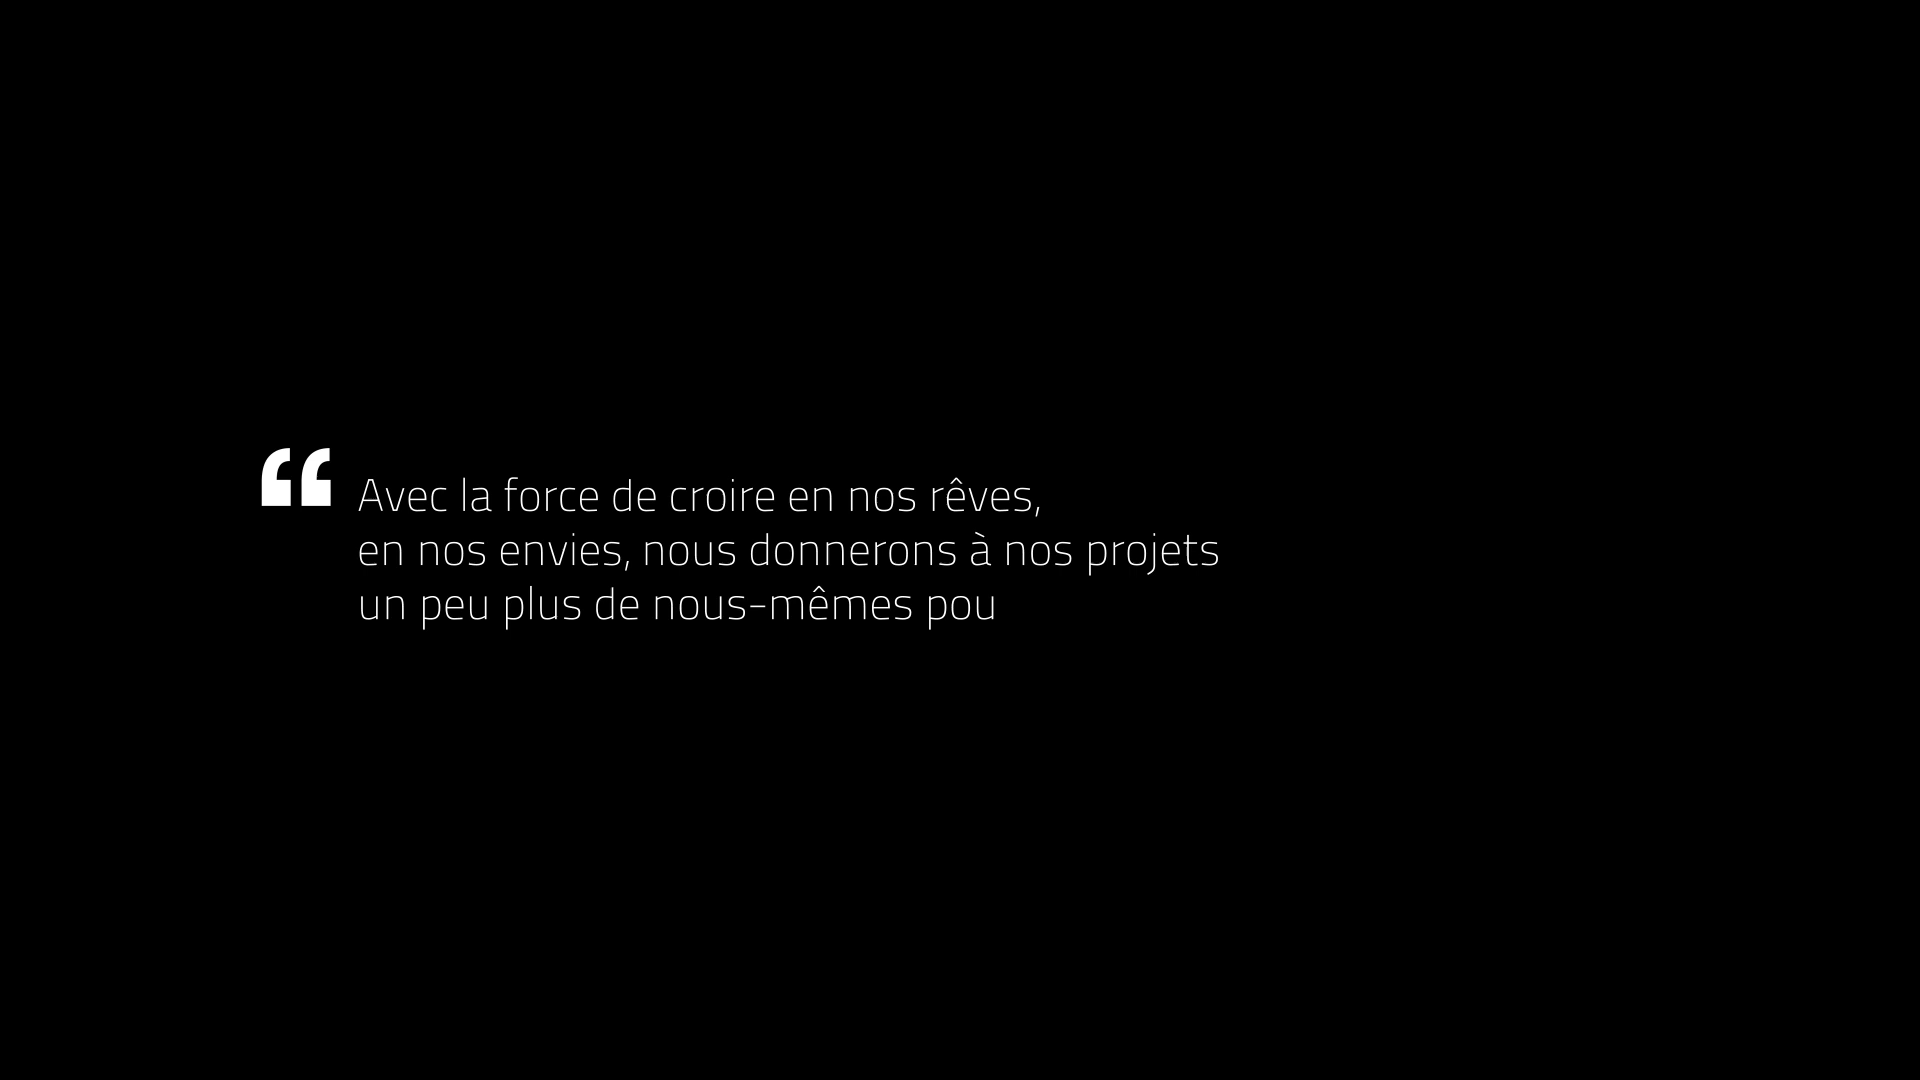 “ Avec la force de croire en nos rêves,
en nos envies, nous donnerons à nos projets
un peu plus de nous-mêmes pou